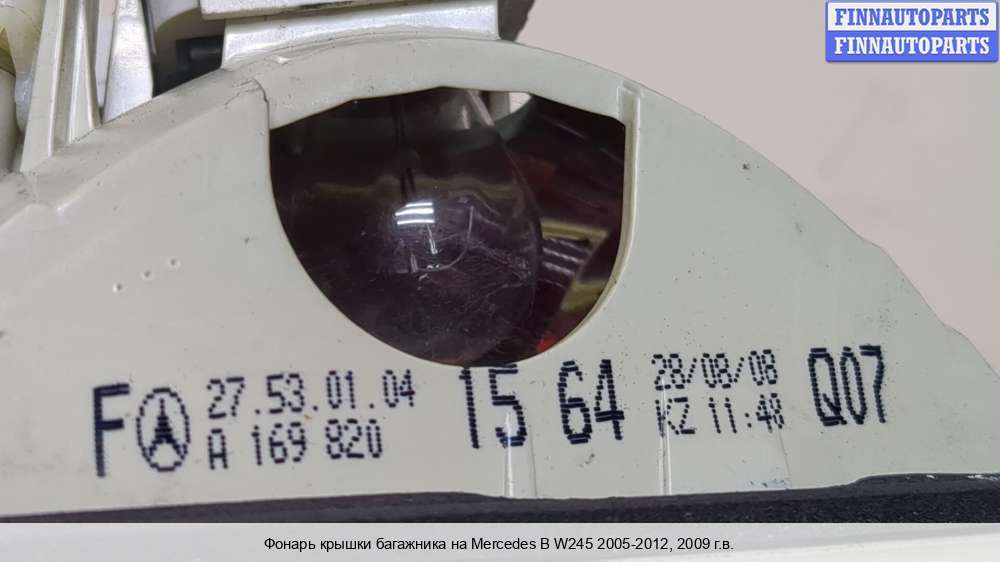 FINNAUTOPARTS
FINNAUTOPARTS
F 27.53.01.04 15 64 28/08/08 Q07
A 169 820 KZ 11:48
Фонарь крышки багажника на Mercedes B W245 2005-2012, 2009 г.в.